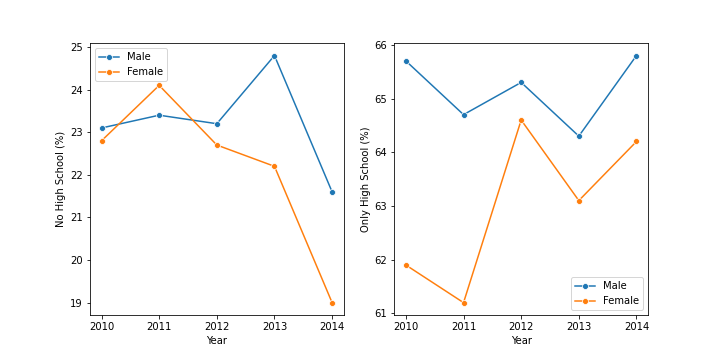 Male
Female
25
24
23
22
21
20
19
No High School (%)
2010 2011 2012 2013 2014
Year
66
65
64
63
62
61
Only High School (%)
Male
Female
2010 2011 2012 2013 2014
Year